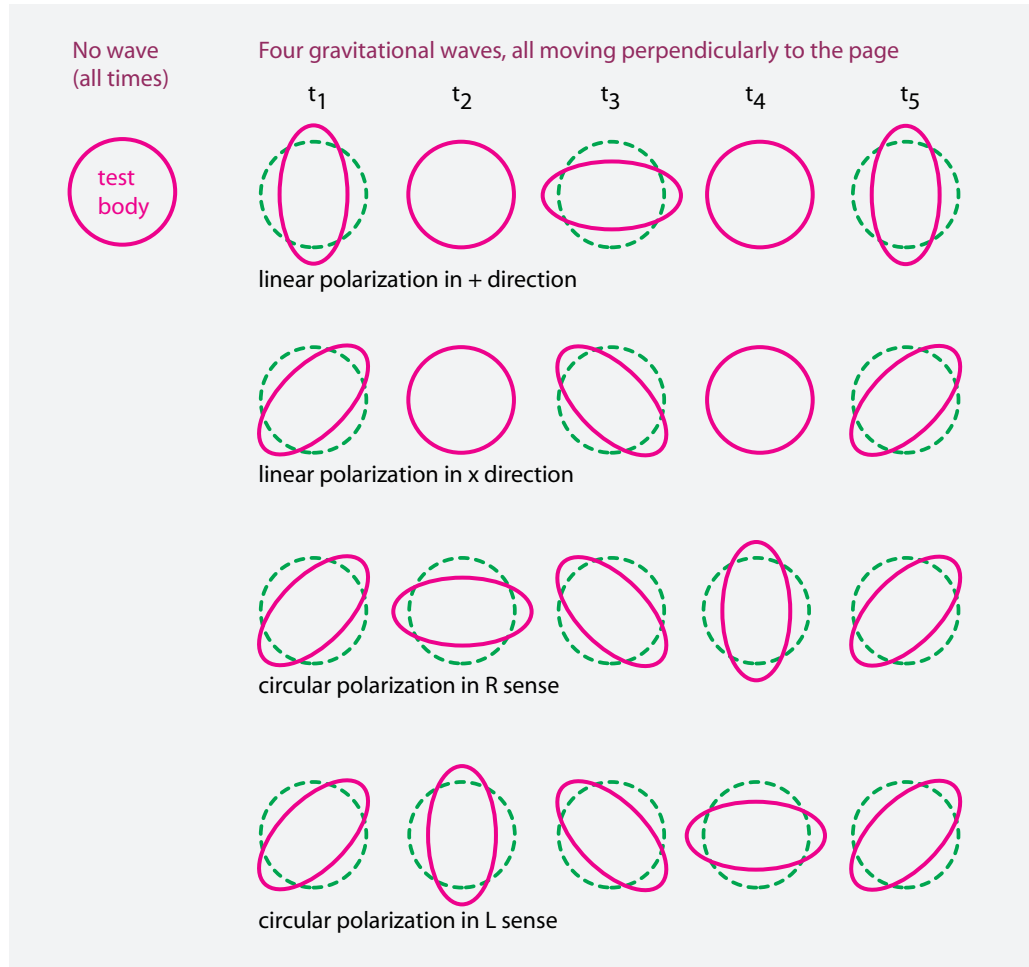 No wave
(all times)
Four gravitational waves, all moving perpendicularly to the page
t1 t2 t3 t4 t5
test
body
linear polarization in + direction
linear polarization in x direction
circular polarization in R sense
circular polarization in L sense